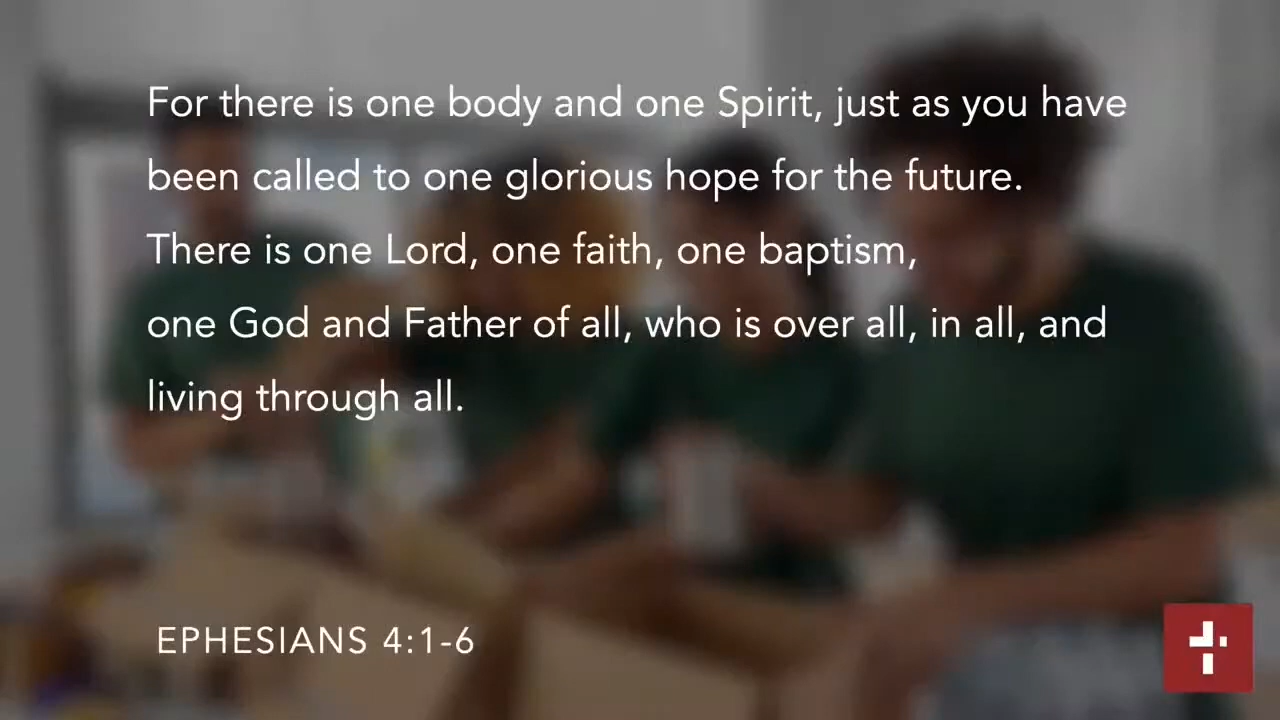 For there is one body and one Spirit, just as you have
been called to one glorious hope for the future.
There is one Lord, one faith, one baptism,
one God and Father of all, who is over all, in all, and
living through all.
EPHESIANS 4:1-6